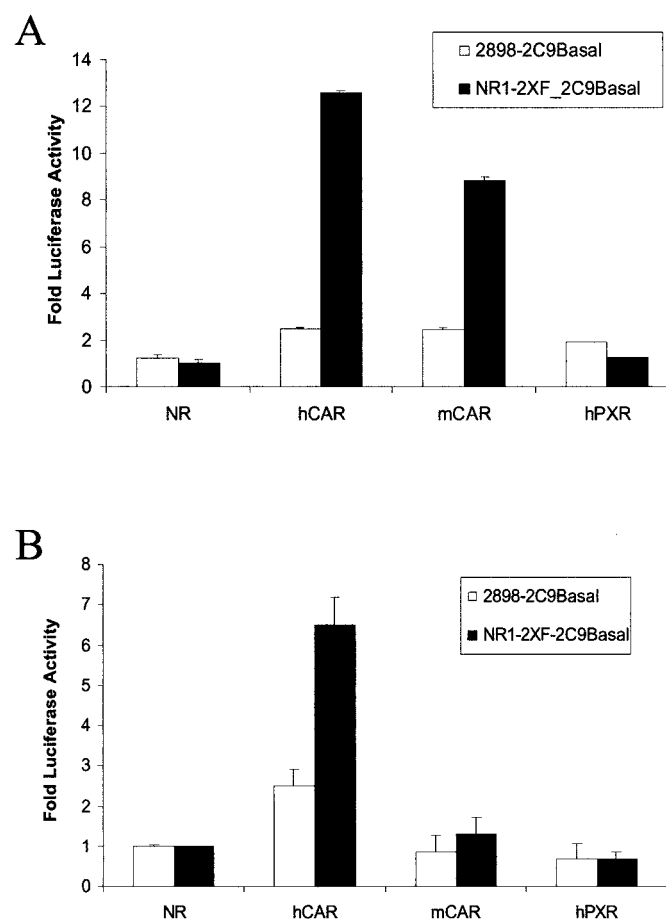 A
Fold Luciferase Activity
14
12
10
8
6
4
2
0
2898-2C9Basal
NR1-2XF_2C9Basal
NR hCAR mCAR hPXR
B
Fold Luciferase Activity
8
7
6
5
4
3
2
1
0
2898-2C9Basal
NR1-2XF-2C9Basal
NR hCAR mCAR hPXR